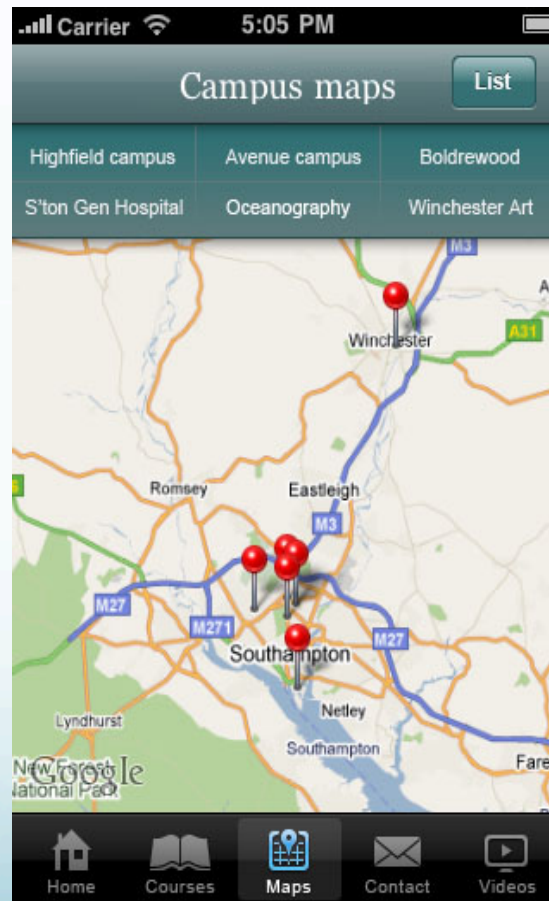 Carrier 5:05 PM
Campus maps List
Highfield campus Avenue campus Boldrewood
S'ton Gen Hospital Oceanography Winchester Art
M3
A31
Winchester
Romsey
Eastleigh
M3
M27
M271
M27
Southampton
Netley
Lyndhurst
Southampton
Fare
New Forest
National Park
Google
Home Courses Maps Contact Videos